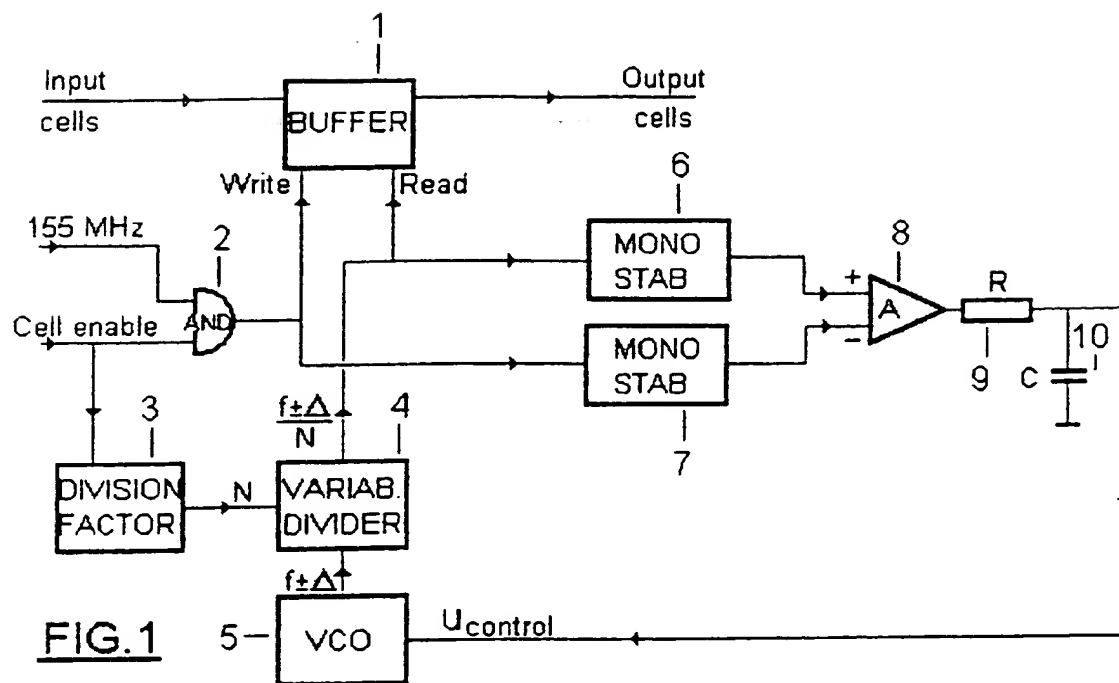 1
Input
cells
BUFFER
Output
cells
Write
Read
155 MHz
2
AND
Cell enable
6
MONO
STAB
8
+
A
−
R
9
10
C
MONO
STAB
7
3
DIVISION
FACTOR
N
f±Δ
N
4
VARIAB.
DIVIDER
f±Δ
5
VCO
Ucontrol
FIG.1